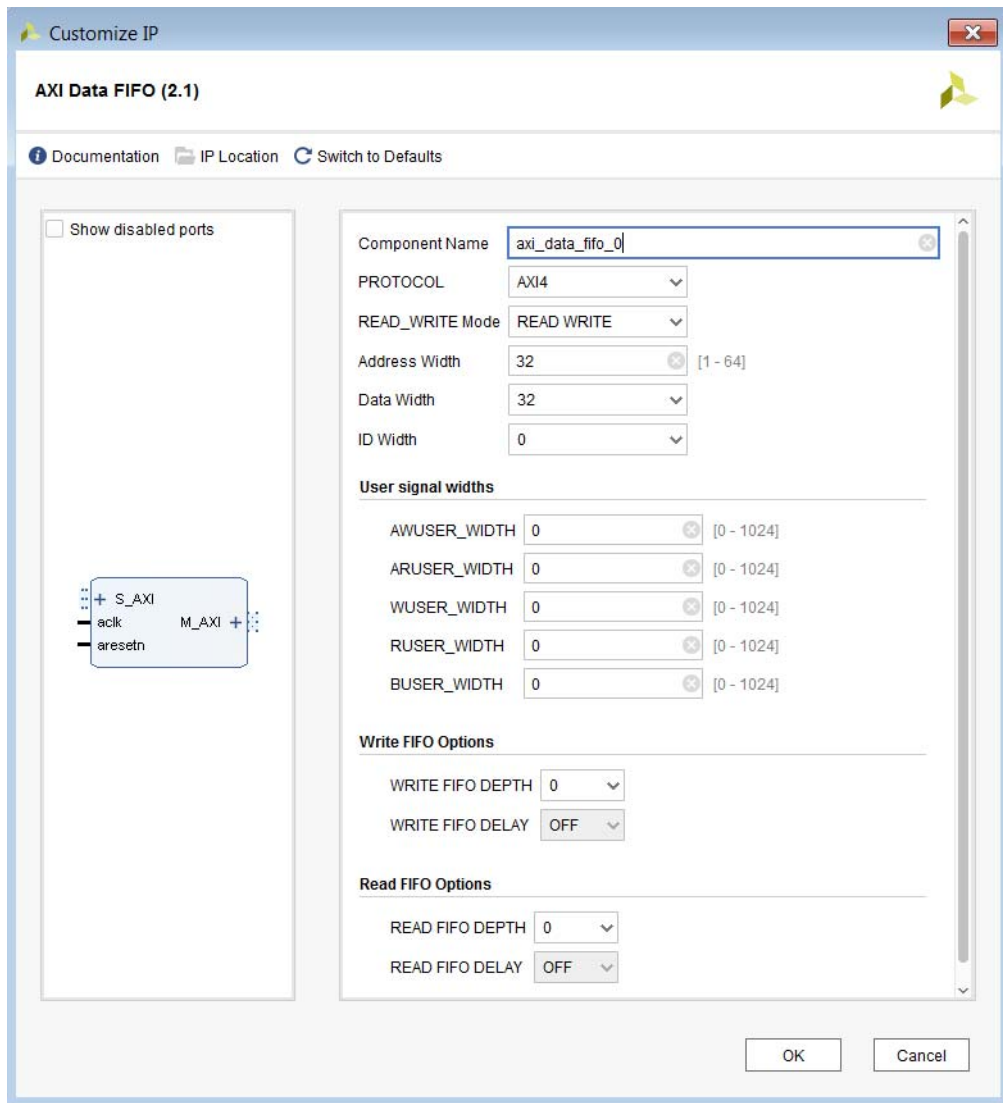 Customize IP
AXI Data FIFO (2.1)
Documentation IP Location Switch to Defaults
Show disabled ports
S_AXI
aclk M_AXI
aresetn
Component Name axi_data_fifo_0
PROTOCOL AXI4
READ_WRITE Mode READ WRITE
Address Width 32 [1 - 64]
Data Width 32
ID Width 0
User signal widths
AWUSER_WIDTH 0 [0 - 1024]
ARUSER_WIDTH 0 [0 - 1024]
WUSER_WIDTH 0 [0 - 1024]
RUSER_WIDTH 0 [0 - 1024]
BUSER_WIDTH 0 [0 - 1024]
Write FIFO Options
WRITE FIFO DEPTH 0
WRITE FIFO DELAY OFF
Read FIFO Options
READ FIFO DEPTH 0
READ FIFO DELAY OFF
OK Cancel